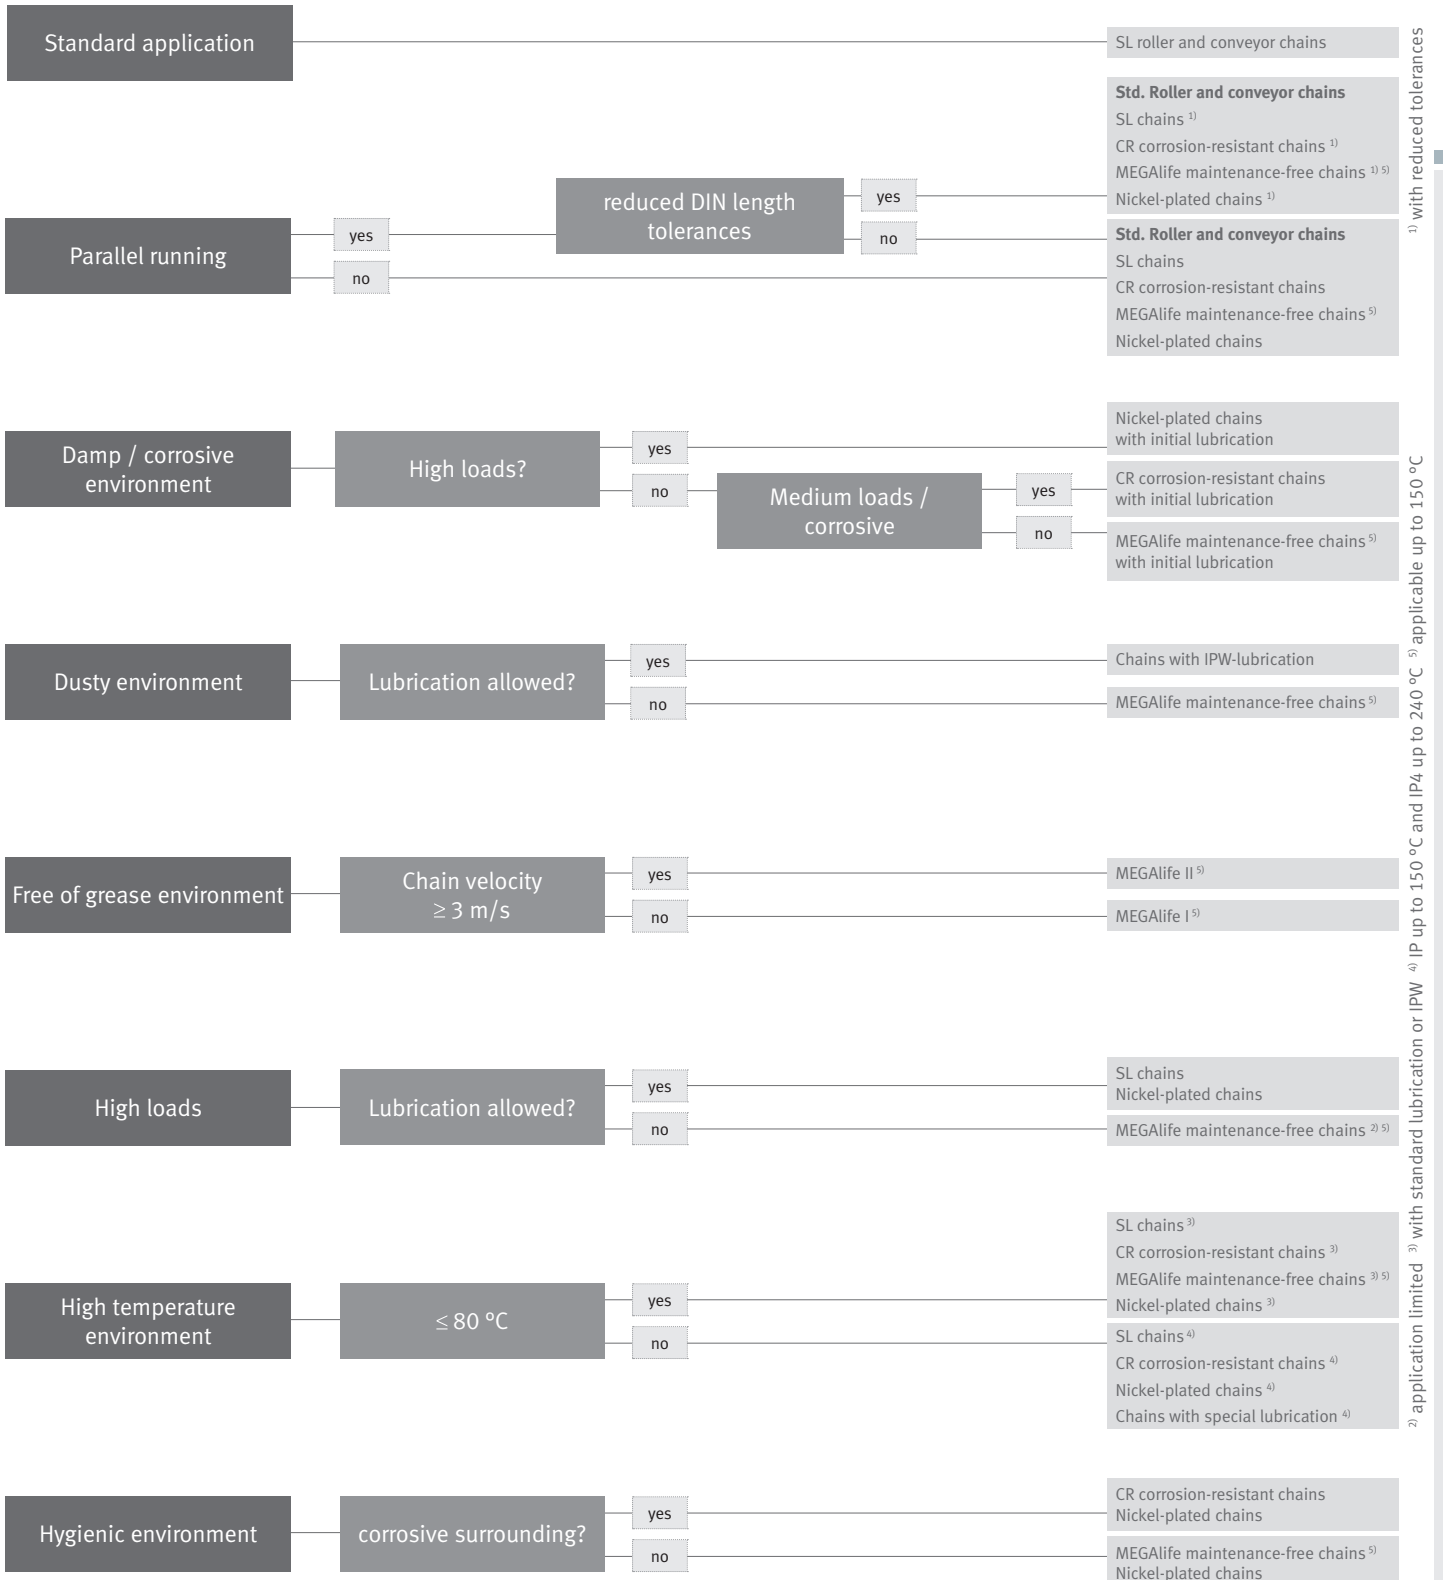 Standard application
SL roller and conveyor chains
Parallel running
yes
no
reduced DIN length
tolerances
yes
no
Std. Roller and conveyor chains
SL chains 1)
CR corrosion-resistant chains 1)
MEGAlife maintenance-free chains 1) 5)
Nickel-plated chains 1)
Std. Roller and conveyor chains
SL chains
CR corrosion-resistant chains
MEGAlife maintenance-free chains 5)
Nickel-plated chains
Damp / corrosive
environment
High loads?
yes
no
Medium loads /
corrosive
yes
no
Nickel-plated chains
with initial lubrication
CR corrosion-resistant chains
with initial lubrication
MEGAlife maintenance-free chains 5)
with initial lubrication
Dusty environment
Lubrication allowed?
yes
no
Chains with IPW-lubrication
MEGAlife maintenance-free chains 5)
Free of grease environment
Chain velocity
≥ 3 m/s
yes
no
MEGAlife II 5)
MEGAlife I 5)
High loads
Lubrication allowed?
yes
no
SL chains
Nickel-plated chains
MEGAlife maintenance-free chains 2) 5)
High temperature
environment
≤ 80 °C
yes
no
SL chains 3)
CR corrosion-resistant chains 3)
MEGAlife maintenance-free chains 3) 5)
Nickel-plated chains 3)
SL chains 4)
CR corrosion-resistant chains 4)
Nickel-plated chains 4)
Chains with special lubrication 4)
Hygienic environment
corrosive surrounding?
yes
no
CR corrosion-resistant chains
Nickel-plated chains
MEGAlife maintenance-free chains 5)
Nickel-plated chains
1) with reduced tolerances
2) application limited 3) with standard lubrication or IPW 4) IP up to 150 °C and IP4 up to 240 °C 5) applicable up to 150 °C